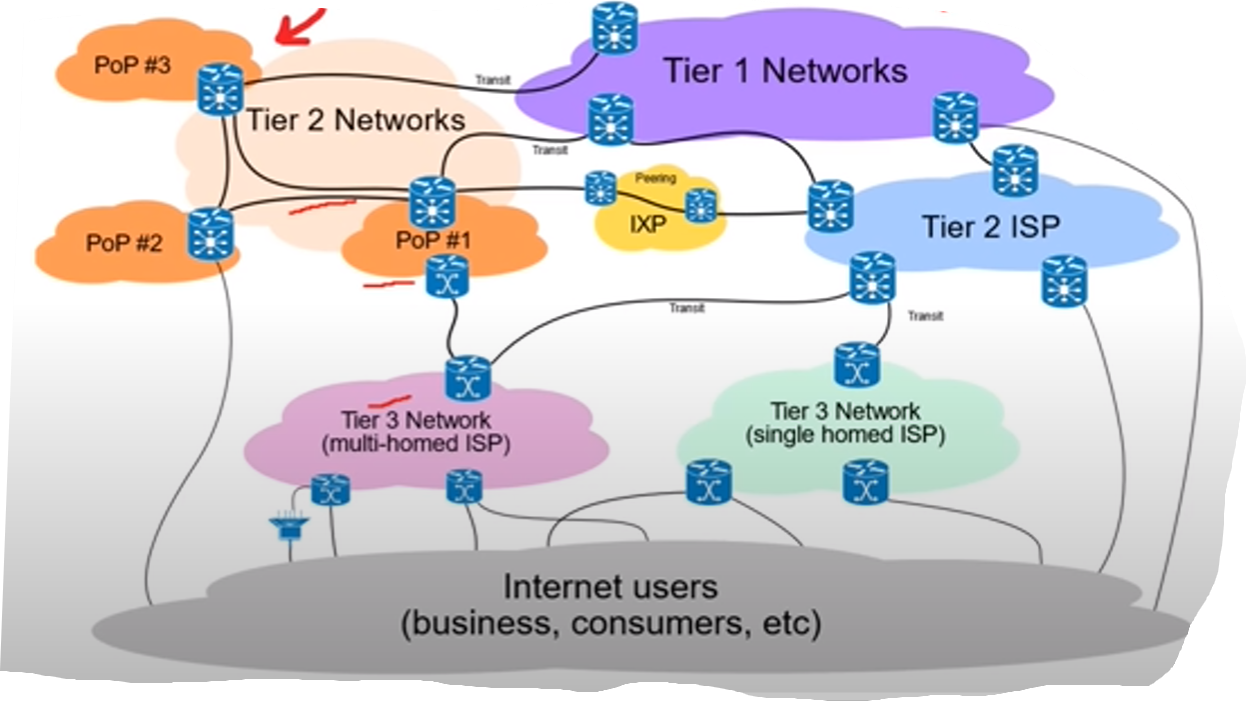 PoP #3
Transit
Tier 1 Networks
Tier 2 Networks
Transit
Peering
IXP
PoP #2
PoP #1
Tier 2 ISP
Transit
Transit
Tier 3 Network
(multi-homed ISP)
Tier 3 Network
(single homed ISP)
Internet users
(business, consumers, etc)